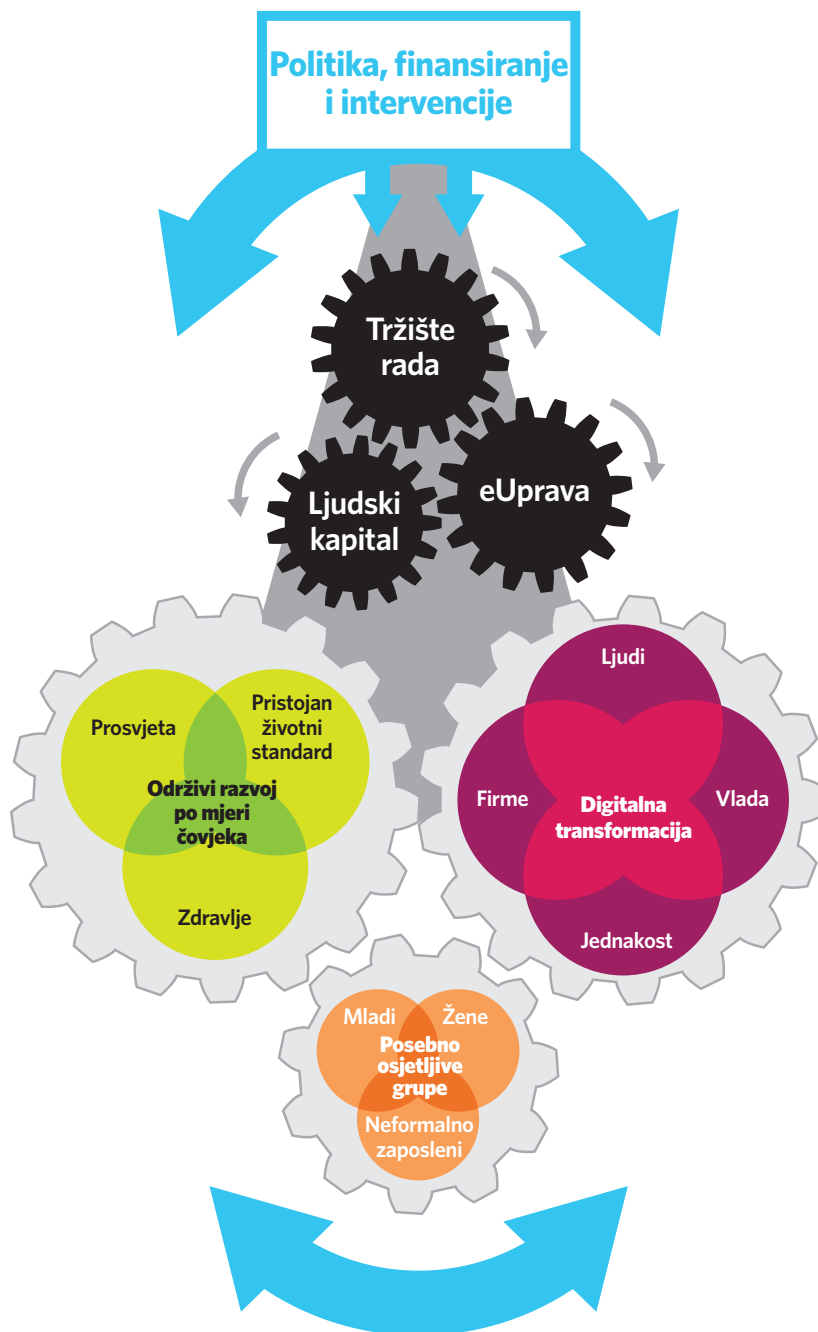 Politika, finansiranje
i intervencije
Tržište
rada
eUprava
Ljudski
kapital
Prosvjeta
Pristojan
životni
standard
Održivi razvoj
po mjeri
čovjeka
Zdravlje
Ljudi
Firme
Digitalna
transformacija
Vlada
Jednakost
Mladi
Žene
Posebno
osjetljive
grupe
Neformalno
zaposleni